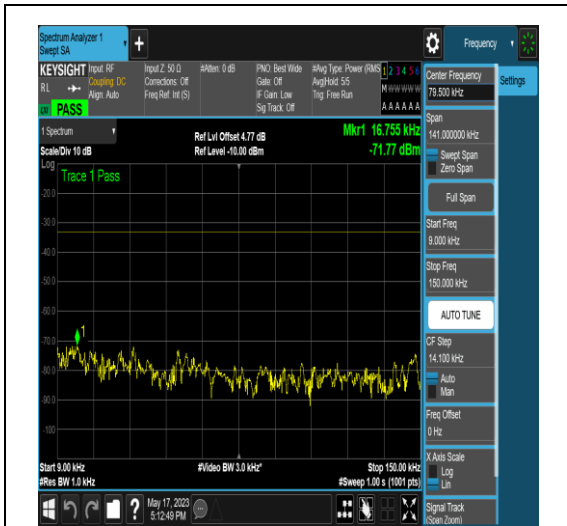 Spectrum Analyzer 1
Swept SA
Frequency
KEYSIGHT
RL
PASS
Input: RF
Coupling: DC
Align: Auto
Input Z: 50 Ω
Corrections: Off
Freq Ref: Int (S)
#Atten: 0 dB
PNO: Best Wide
Gate: Off
IF Gain: Low
Sig Track: Off
#Avg Type: Power (RMS
Avg|Hold: 5/5
Trig: Free Run
1 2 3 4 5 6
M W W W W W
A A A A A A
Center Frequency
79.500 kHz
Settings
Span
141.000000 kHz
Swept Span
Zero Span
Full Span
Start Freq
9.000 kHz
Stop Freq
150.000 kHz
AUTO TUNE
CF Step
14.100 kHz
Auto
Man
Freq Offset
0 Hz
X Axis Scale
Log
Lin
Signal Track
(Span Zoom)
1 Spectrum
Scale/Div 10 dB
Ref Lvl Offset 4.77 dB
Ref Level -10.00 dBm
Mkr1 16.755 kHz
-71.77 dBm
Log
Trace 1 Pass
-20.0
-30.0
-40.0
-50.0
-60.0
-70.0
-80.0
-90.0
-100
1
Start 9.00 kHz
#Res BW 1.0 kHz
#Video BW 3.0 kHz*
Stop 150.00 kHz
#Sweep 1.00 s (1001 pts)
May 17, 2023
5:12:49 PM